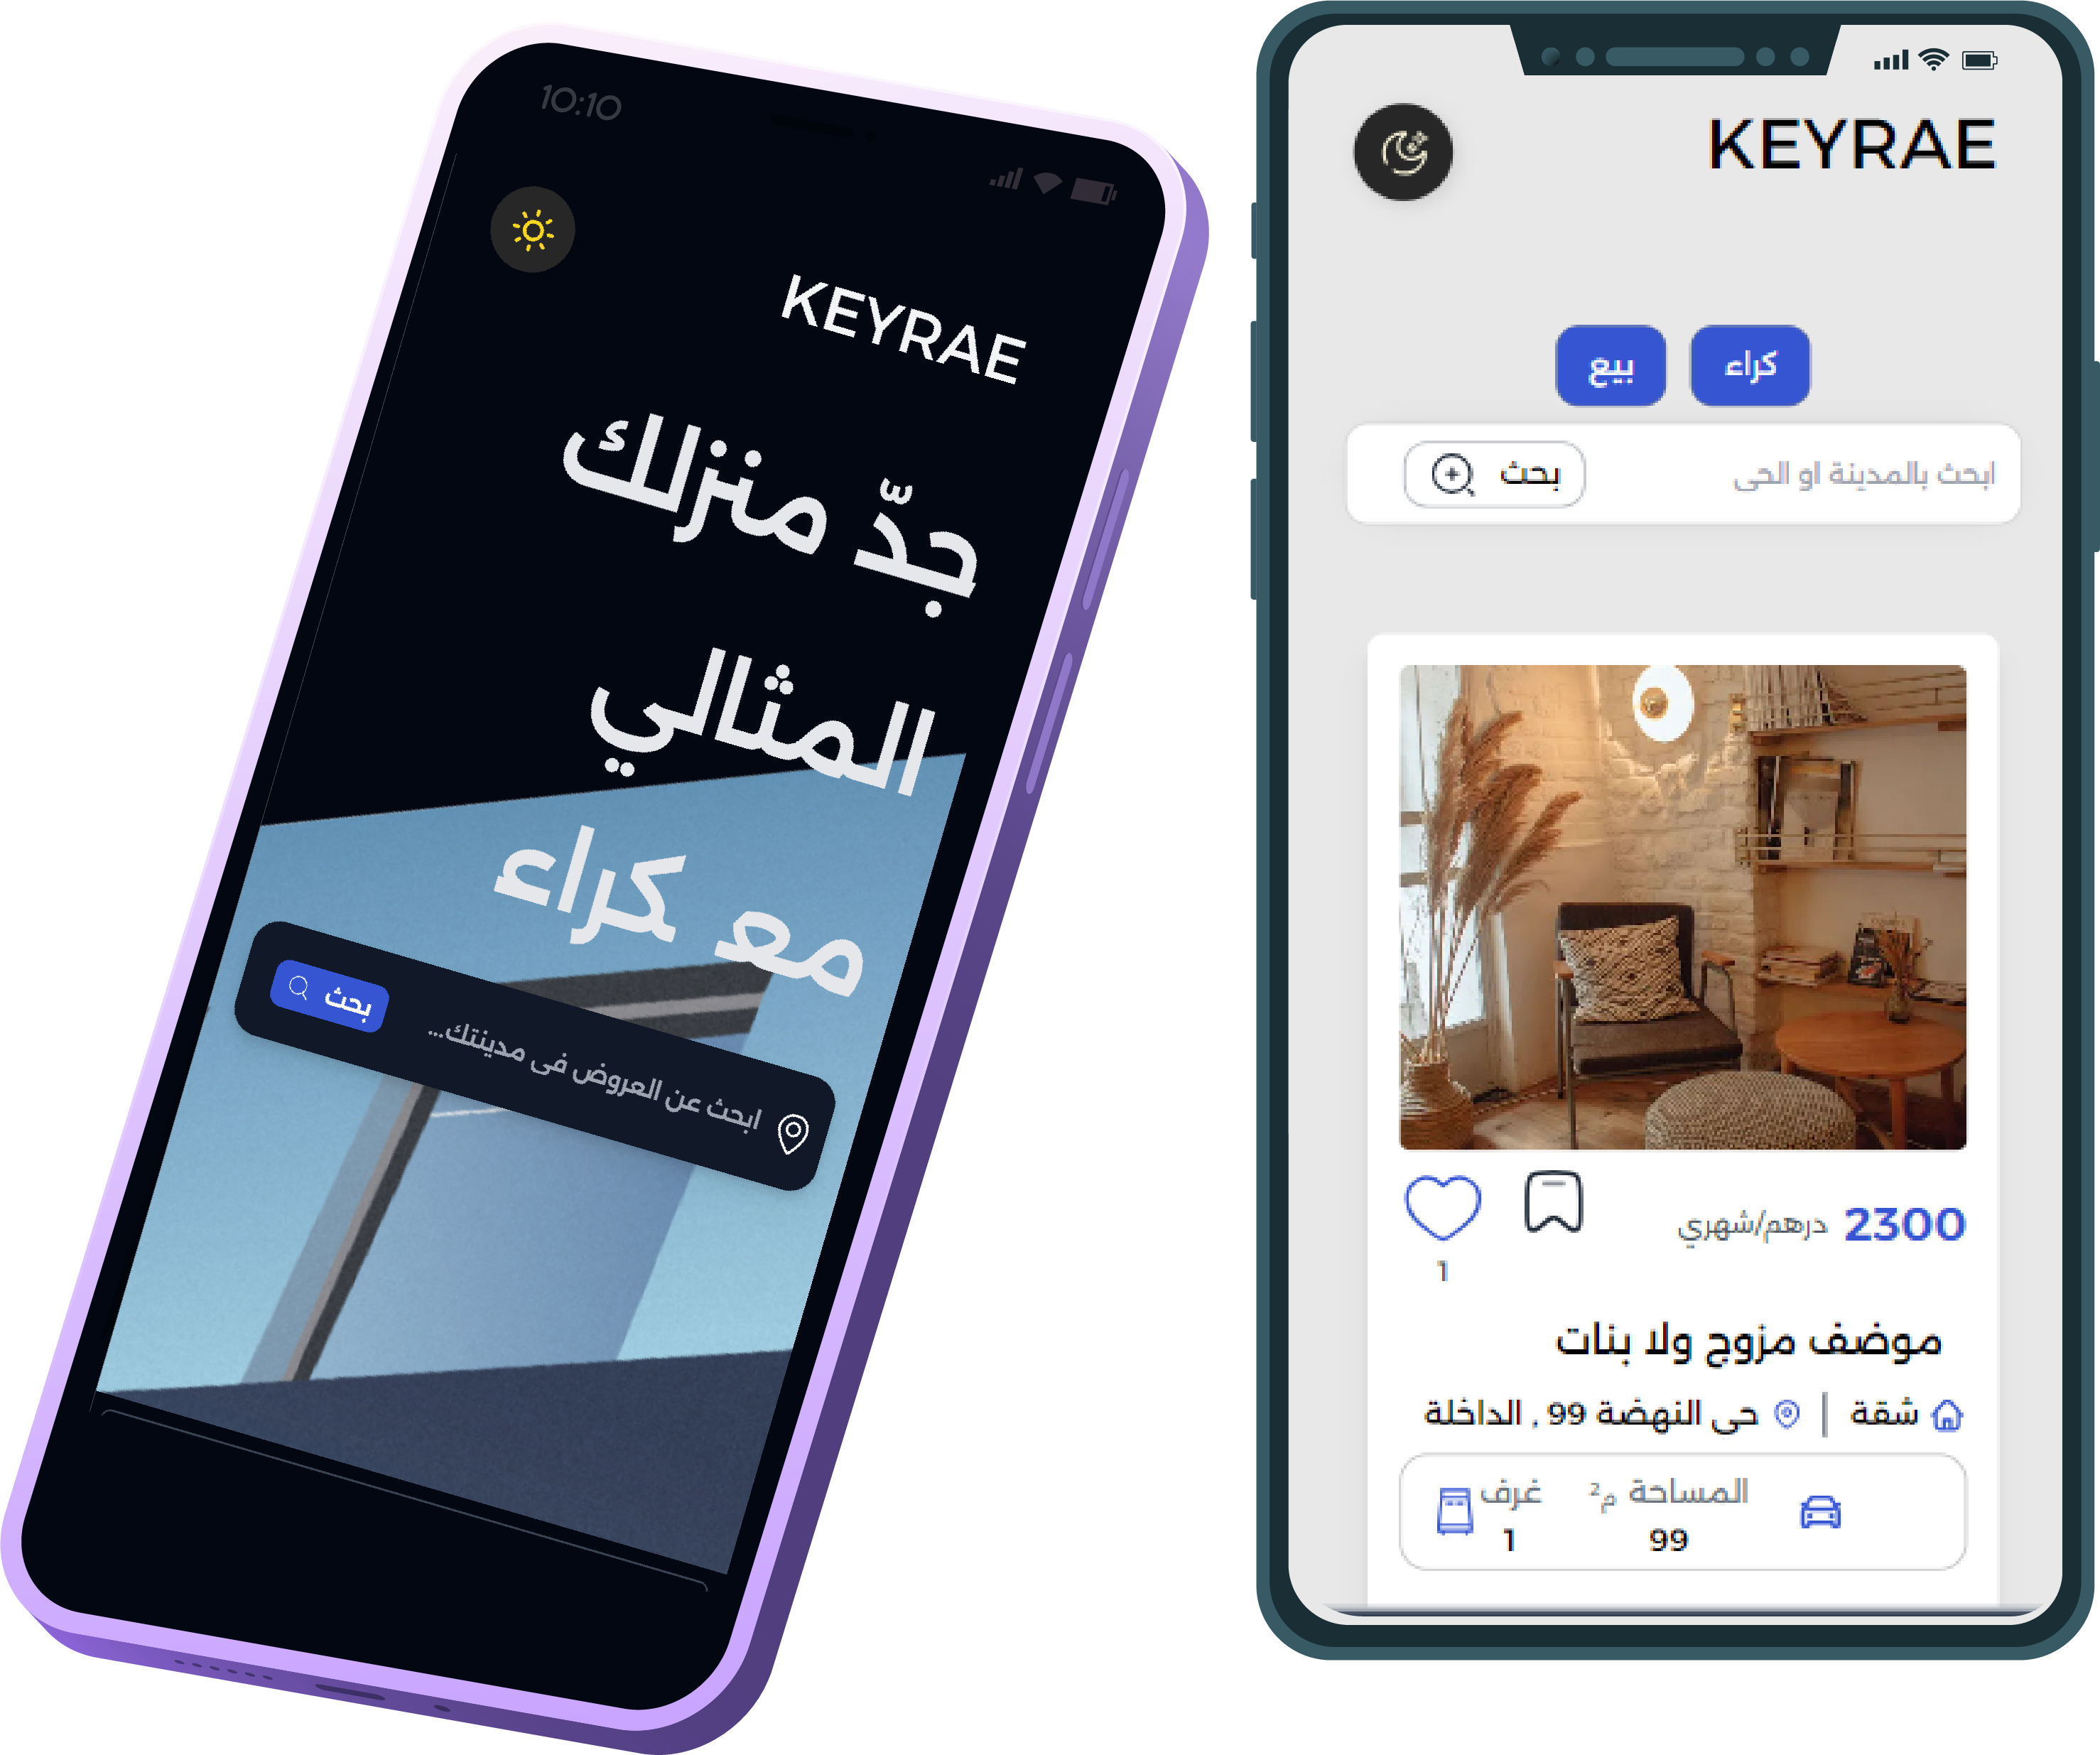 10:10
KEYRAE
جدّ منزلك
المثالي
مع كراء
ابحث عن العروض فى مدينتك...
بحث
KEYRAE
كراء
بيع
ابحث بالمدينة او الحى
بحث
2300 درهم/شهري
1
موضف مزوج ولا بنات
شقة | حى النهضة 99 , الداخلة
المساحة م²
غرف
99
1